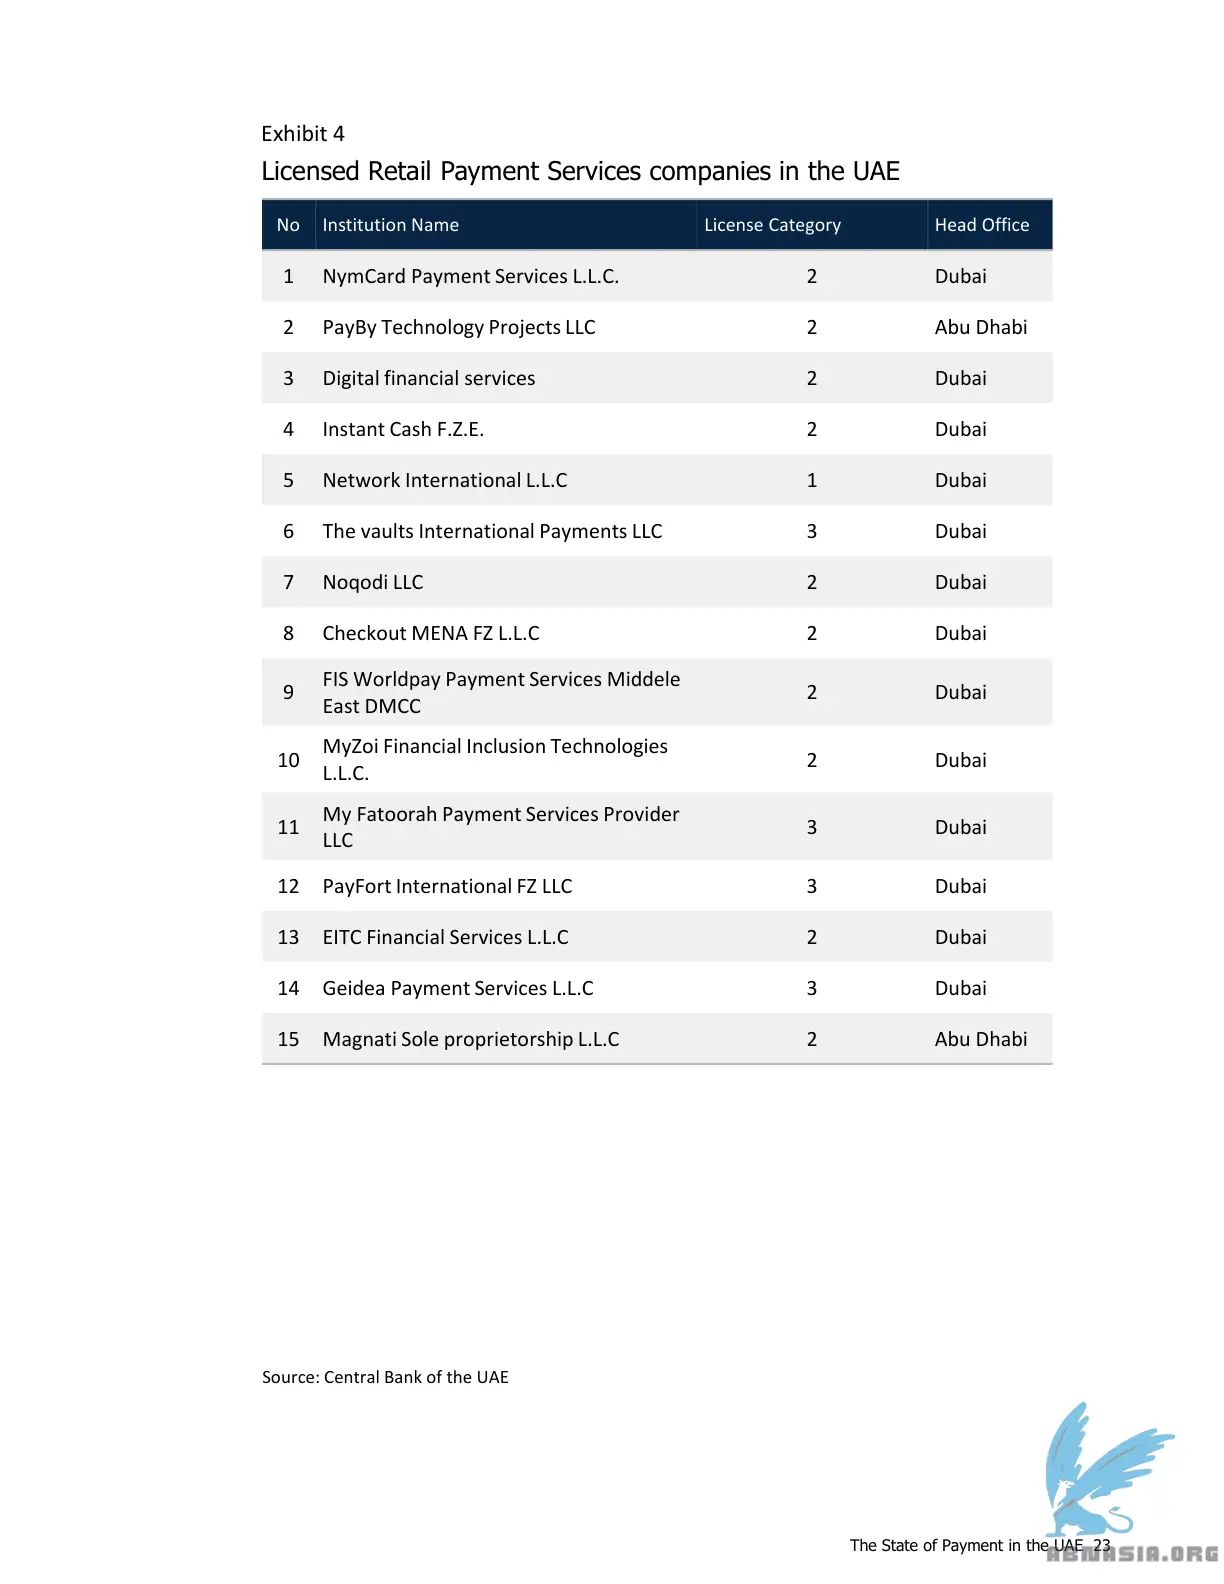 Exhibit 4
Licensed Retail Payment Services companies in the UAE
No Institution Name License Category Head Office
1 NymCard Payment Services L.L.C. 2 Dubai
2 PayBy Technology Projects LLC 2 Abu Dhabi
3 Digital financial services 2 Dubai
4 Instant Cash F.Z.E. 2 Dubai
5 Network International L.L.C 1 Dubai
6 The vaults International Payments LLC 3 Dubai
7 Noqodi LLC 2 Dubai
8 Checkout MENA FZ L.L.C 2 Dubai
9 FIS Worldpay Payment Services Middele
East DMCC 2 Dubai
10 MyZoi Financial Inclusion Technologies
L.L.C. 2 Dubai
11 My Fatoorah Payment Services Provider
LLC 3 Dubai
12 PayFort International FZ LLC 3 Dubai
13 EITC Financial Services L.L.C 2 Dubai
14 Geidea Payment Services L.L.C 3 Dubai
15 Magnati Sole proprietorship L.L.C 2 Abu Dhabi
Source: Central Bank of the UAE
The State of Payment in the UAE 23
ABMASIA.ORG